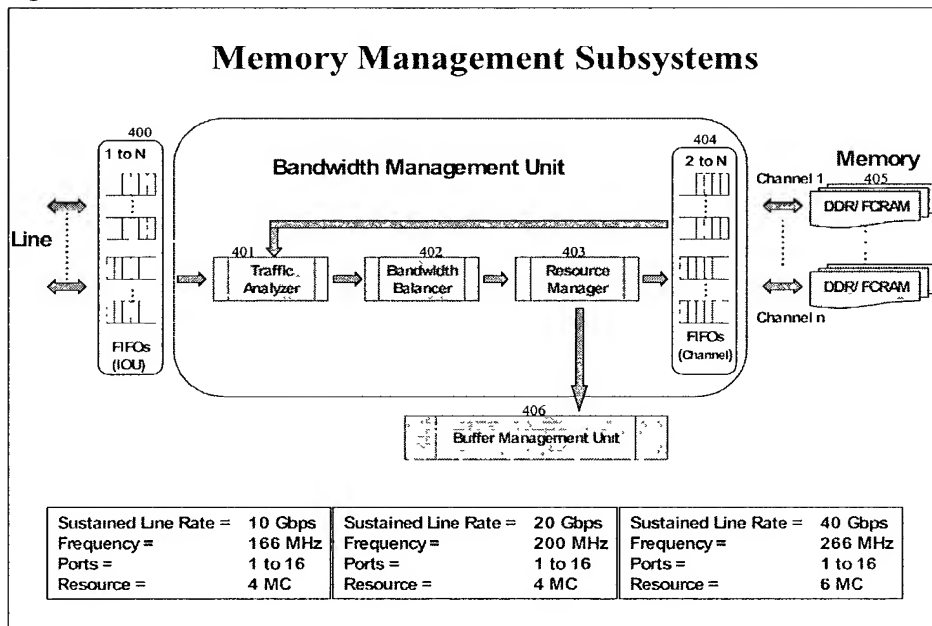 Memory Management Subsystems
400
1 to N
Line
FIFOs
(IOU)
Bandwidth Management Unit
401
Traffic
Analyzer
402
Bandwidth
Balancer
403
Resource
Manager
404
2 to N
FIFOs
(Channel)
Memory
Channel 1
405
DDR/ FCRAM
DDR/ FCRAM
Channel n
406
Buffer Management Unit
Sustained Line Rate = 10 Gbps
Frequency = 166 MHz
Ports = 1 to 16
Resource = 4 MC
Sustained Line Rate = 20 Gbps
Frequency = 200 MHz
Ports = 1 to 16
Resource = 4 MC
Sustained Line Rate = 40 Gbps
Frequency = 266 MHz
Ports = 1 to 16
Resource = 6 MC